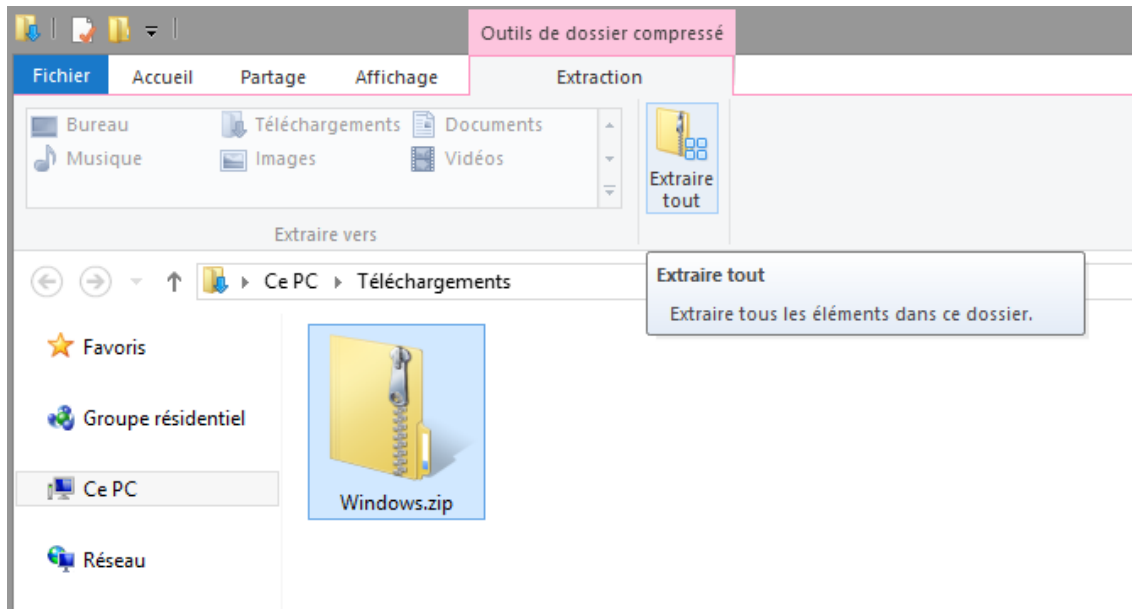 Outils de dossier compressé
Fichier Accueil Partage Affichage Extraction
Bureau Téléchargements Documents
Musique Images Vidéos
Extraire
tout
Extraire vers
Ce PC Téléchargements
Extraire tout
Extraire tous les éléments dans ce dossier.
Favoris
Groupe résidentiel
Ce PC
Réseau
Windows.zip